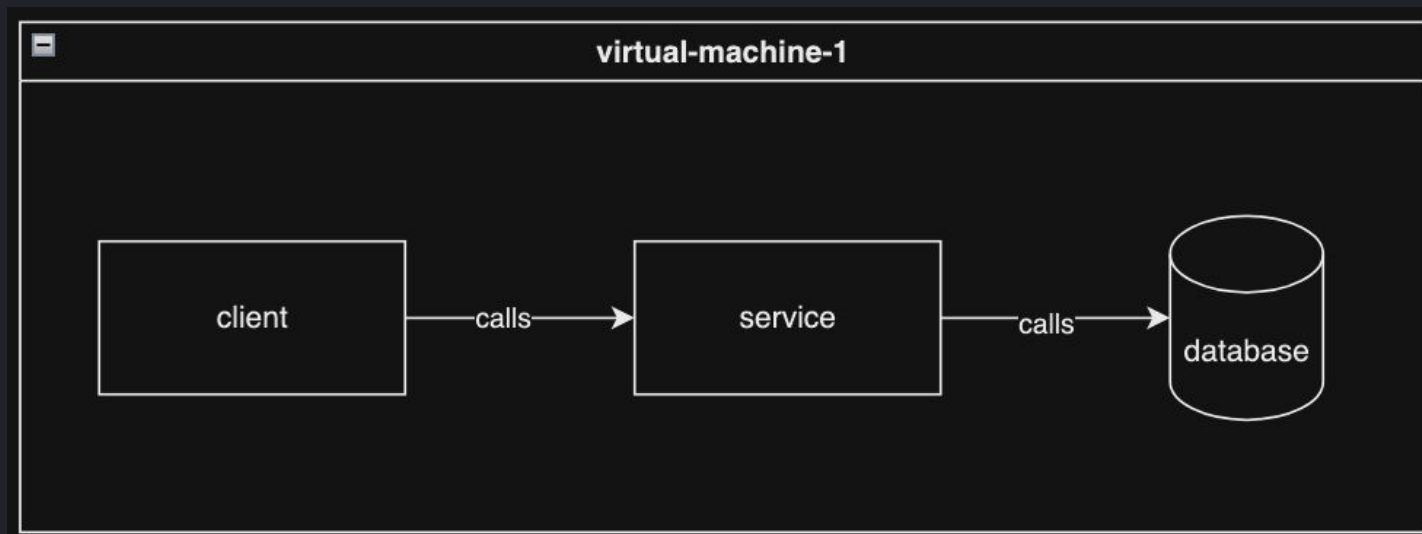 virtual-machine-1
client
calls
service
calls
database